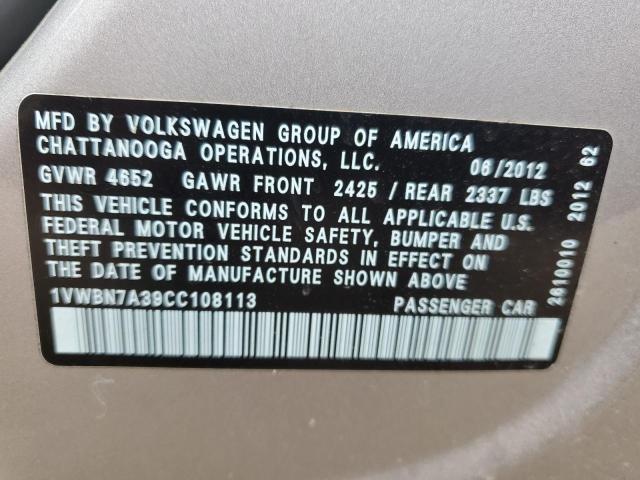 MFD BY VOLKSWAGEN GROUP OF AMERICA
CHATTANOOGA OPERATIONS, LLC. 06/2012
GVWR 4652 GAWR FRONT 2425 / REAR 2337 LBS
THIS VEHICLE CONFORMS TO ALL APPLICABLE U.S.
FEDERAL MOTOR VEHICLE SAFETY, BUMPER AND
THEFT PREVENTION STANDARDS IN EFFECT ON
THE DATE OF MANUFACTURE SHOWN ABOVE
1VWBN7A39CC108113 PASSENGER CAR
2610010 2012 62